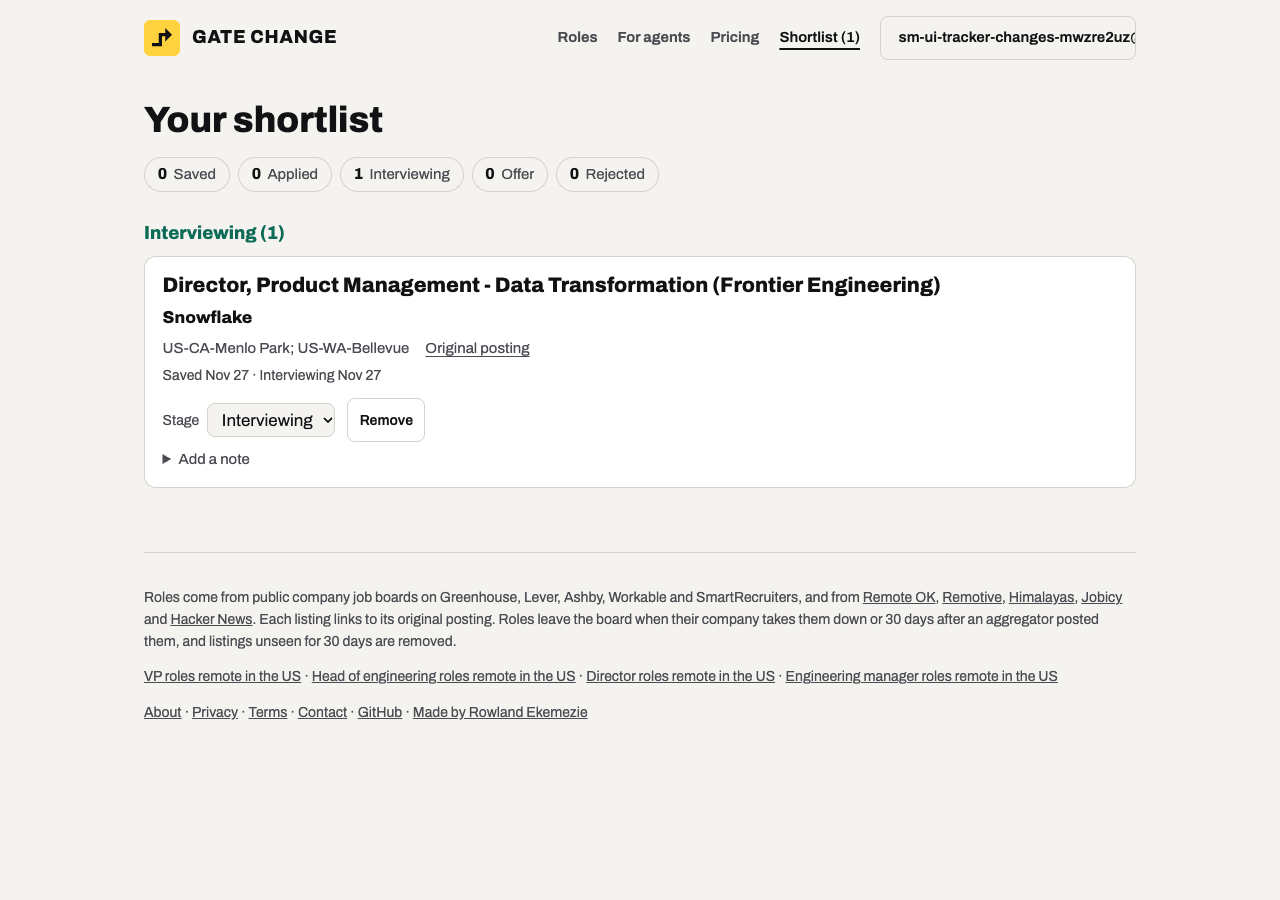 GATE CHANGE
Roles
For agents
Pricing
Shortlist (1)
sm-ui-tracker-changes-mwzre2uz@
Your shortlist
0 Saved
0 Applied
1 Interviewing
0 Offer
0 Rejected
Interviewing (1)
Director, Product Management - Data Transformation (Frontier Engineering)
Snowflake
US-CA-Menlo Park; US-WA-Bellevue Original posting
Saved Nov 27 · Interviewing Nov 27
Stage Interviewing Remove
Add a note
Roles come from public company job boards on Greenhouse, Lever, Ashby, Workable and SmartRecruiters, and from Remote OK, Remotive, Himalayas, Jobicy
and Hacker News. Each listing links to its original posting. Roles leave the board when their company takes them down or 30 days after an aggregator posted
them, and listings unseen for 30 days are removed.
VP roles remote in the US · Head of engineering roles remote in the US · Director roles remote in the US · Engineering manager roles remote in the US
About · Privacy · Terms · Contact · GitHub · Made by Rowland Ekemezie